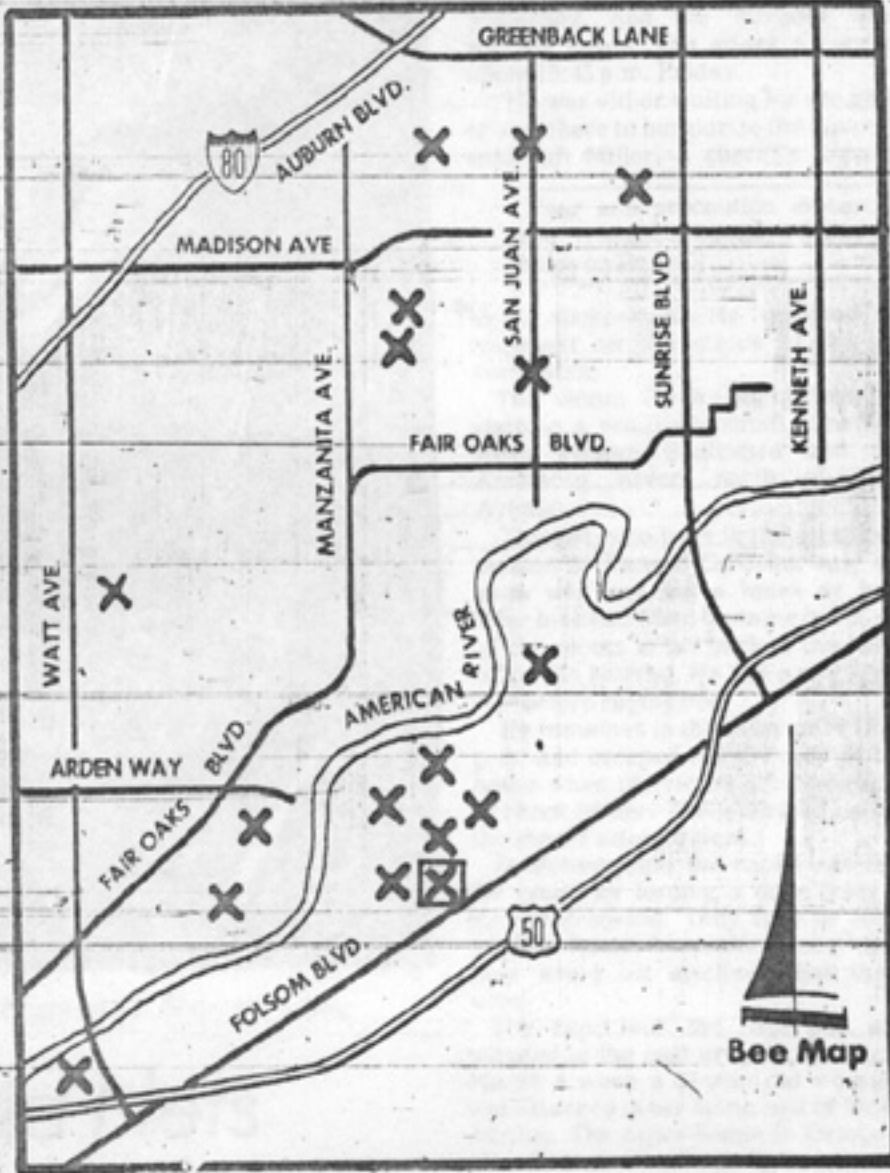 GREENBACK LANE
AUBURN BLVD.
80
MADISON AVE
SAN JUAN AVE.
SUNRISE BLVD.
KENNETH AVE.
MANZANITA AVE.
FAIR OAKS BLVD.
WATT AVE.
AMERICAN RIVER
ARDEN WAY
FAIR OAKS BLVD
50
FOLSOM BLVD.
Bee Map